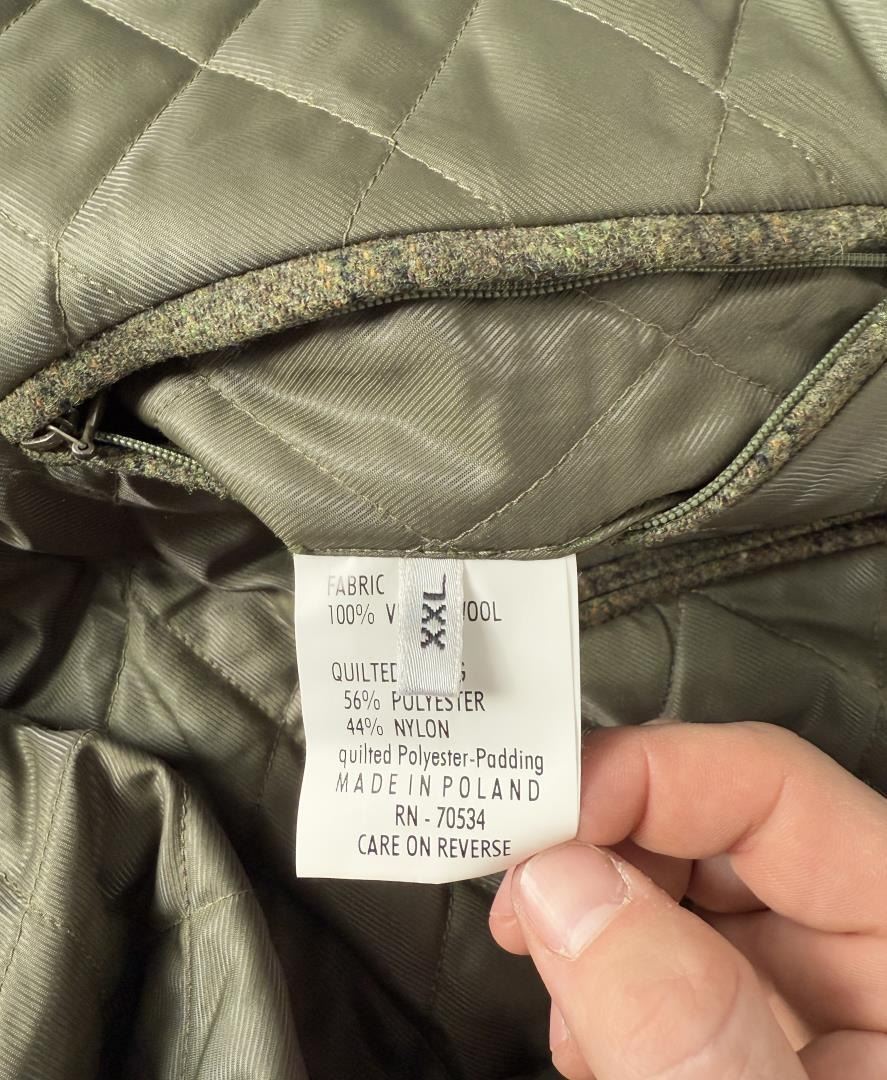 FABRIC
100% V OOL
XXL
QUILTED G
56% POLYESTER
44% NYLON
quilted Polyester-Padding
MADE IN POLAND
RN - 70534
CARE ON REVERSE